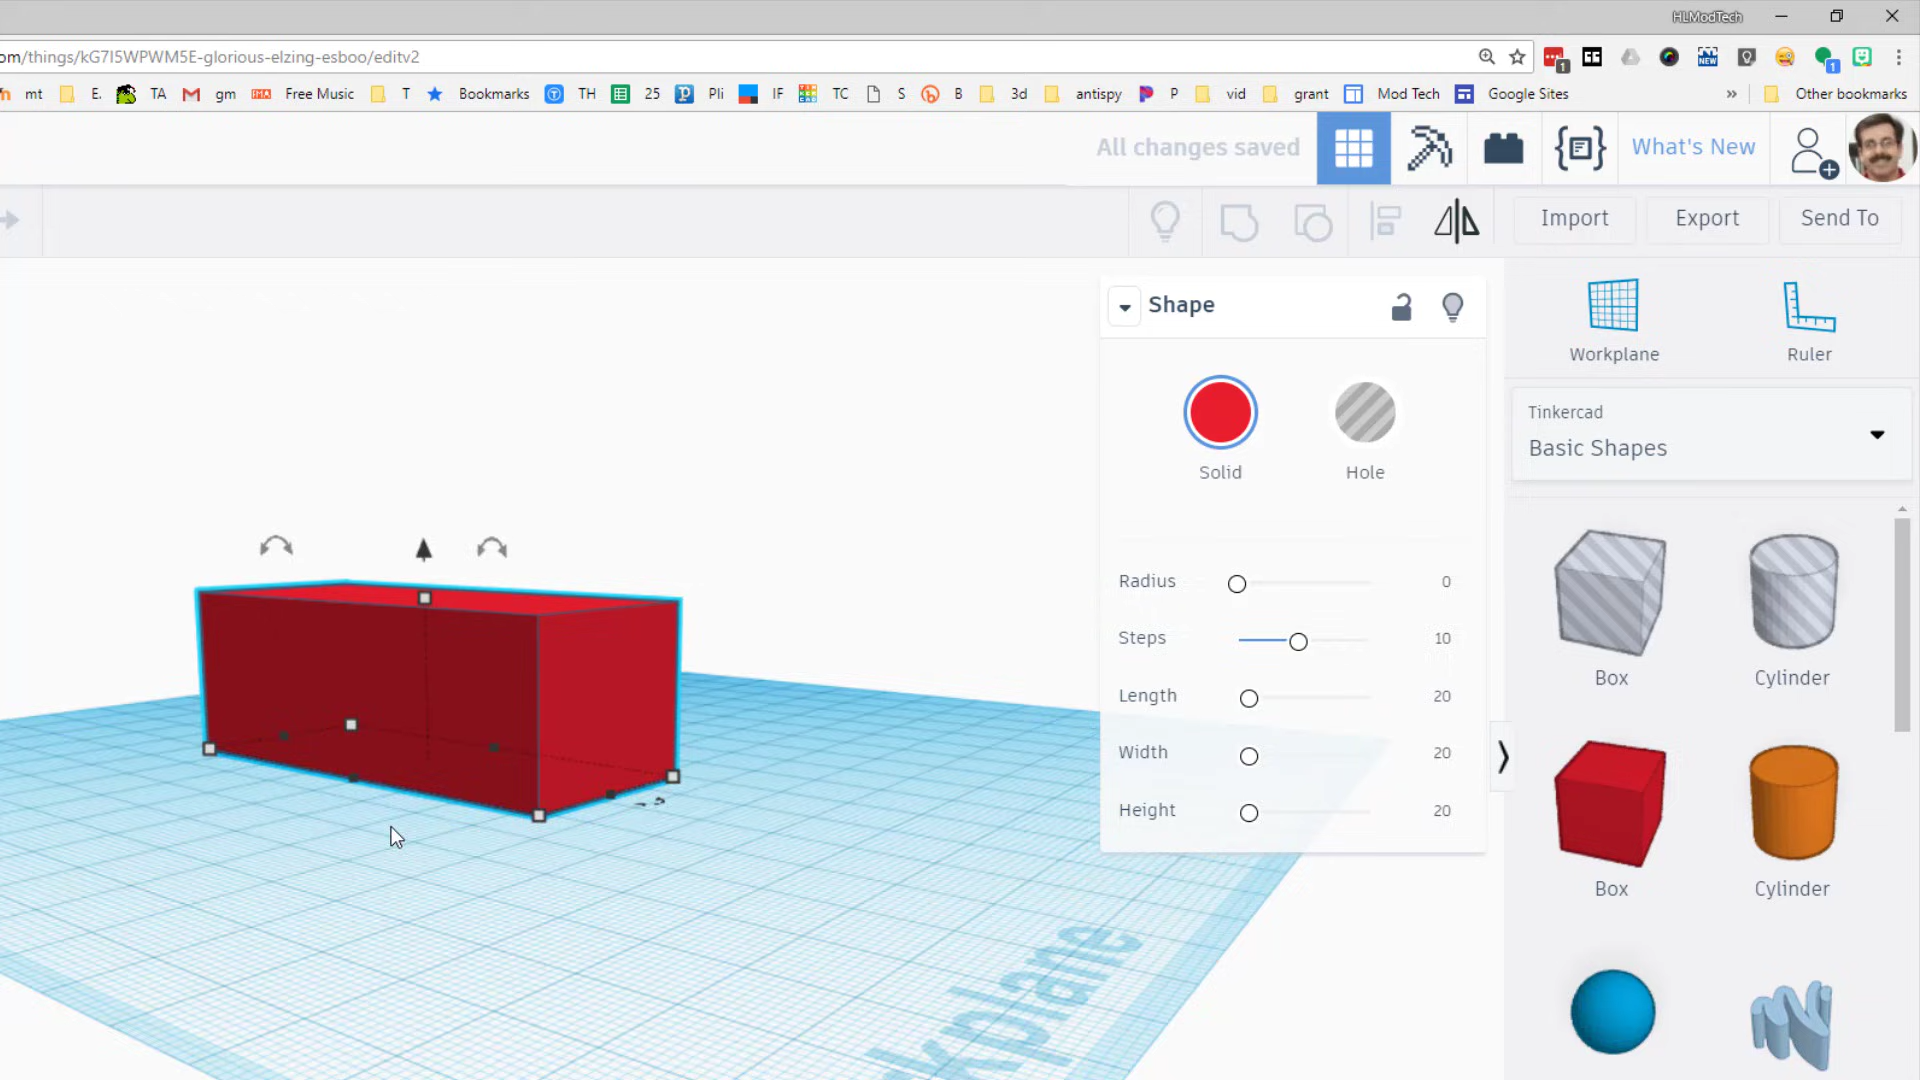 HLModTech
om/things/kG7I5WPWM5E-glorious-elzing-esboo/editv2
mt E. TA gm Free Music T Bookmarks TH 25 Pli IF TC S B 3d antispy P vid grant Mod Tech Google Sites » Other bookmarks
All changes saved
What's New
Import Export Send To
Shape
Workplane Ruler
Solid Hole
Tinkercad
Basic Shapes
Radius 0
Steps 10
Length 20
Width 20
Height 20
Box Cylinder
Box Cylinder
kplane